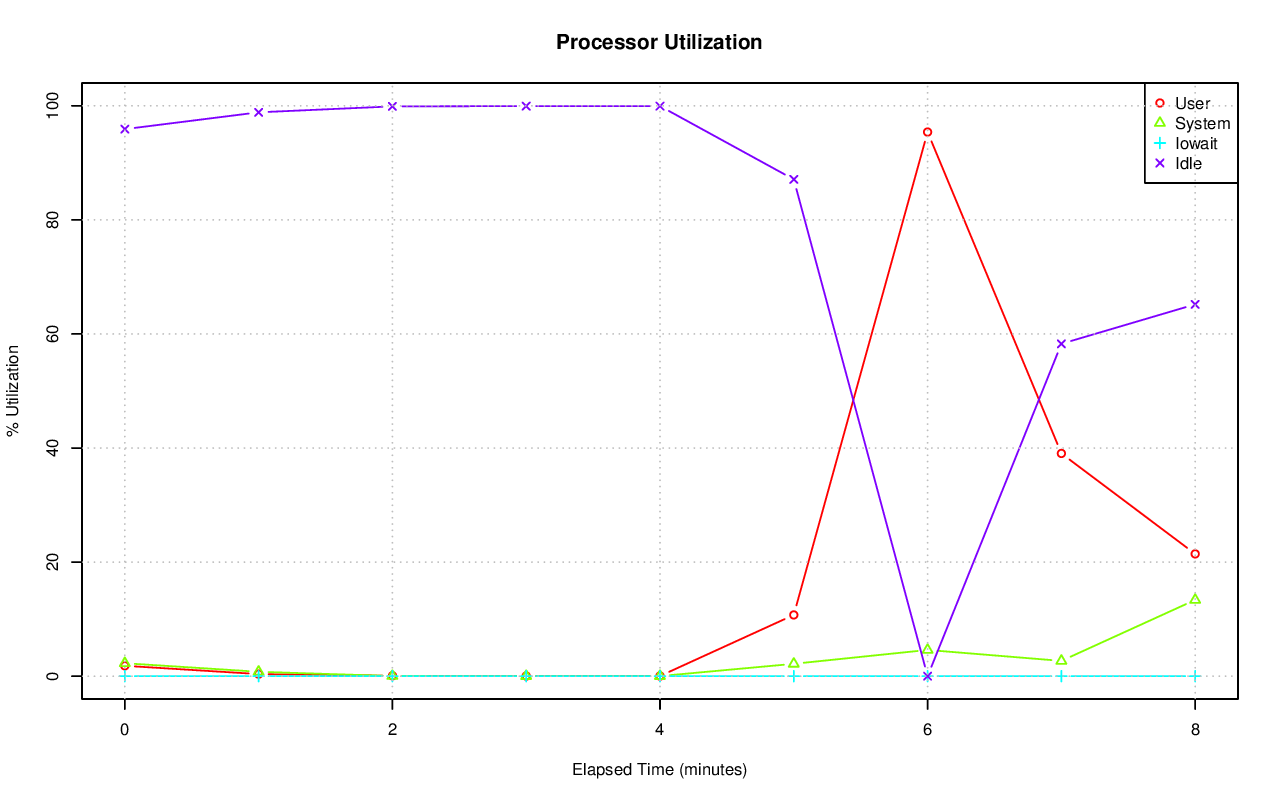 Processor Utilization
User
System
Iowait
Idle
% Utilization
100
80
60
40
20
0
0 2 4 6 8
Elapsed Time (minutes)